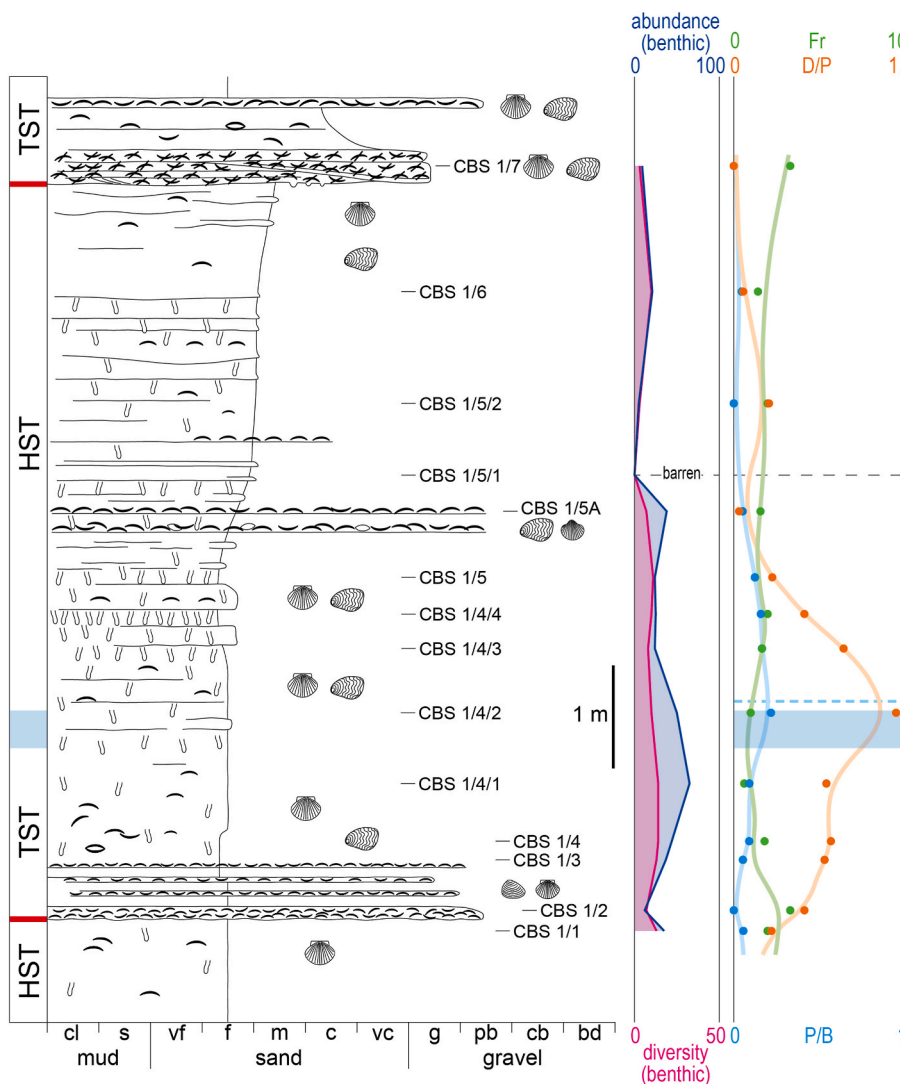 abundance
(benthic)
0 100
0 Fr 10
0 D/P 1
TST
HST
TST
HST
CBS 1/7
CBS 1/6
CBS 1/5/2
CBS 1/5/1
barren
CBS 1/5A
CBS 1/5
CBS 1/4/4
CBS 1/4/3
CBS 1/4/2
1 m
CBS 1/4/1
CBS 1/4
CBS 1/3
CBS 1/2
CBS 1/1
cl s vf f m c vc g pb cb bd
mud sand gravel
0 50
diversity
(benthic)
0 P/B